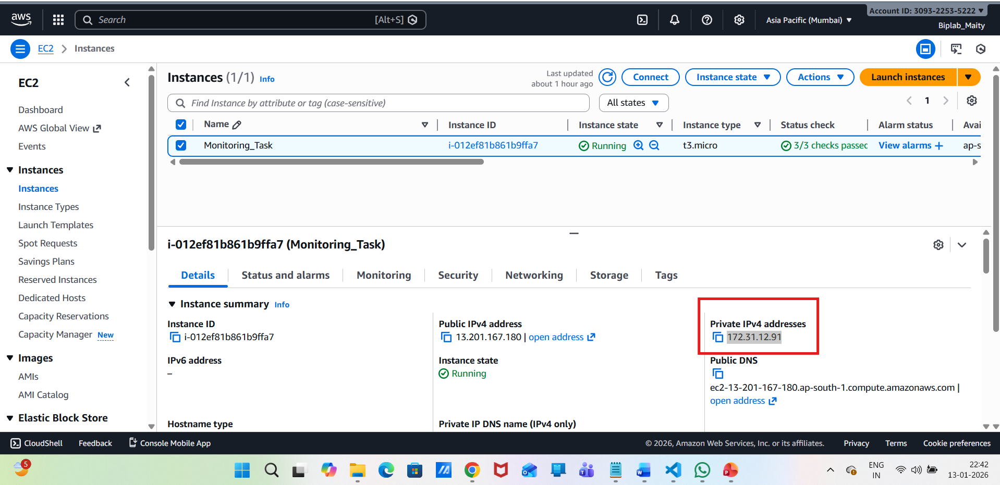 aws
Search
[Alt+S]
Asia Pacific (Mumbai)
Account ID: 3093-2253-5222
Biplab_Maity
EC2
Instances
EC2
Dashboard
AWS Global View
Events
Instances
Instances
Instance Types
Launch Templates
Spot Requests
Savings Plans
Reserved Instances
Dedicated Hosts
Capacity Reservations
Capacity Manager New
Images
AMIs
AMI Catalog
Elastic Block Store
Instances (1/1) Info
Last updated
about 1 hour ago
Connect
Instance state
Actions
Launch instances
Find Instance by attribute or tag (case-sensitive)
All states
1
Name Instance ID Instance state Instance type Status check Alarm status Avai
Monitoring_Task i-012ef81b861b9ffa7 Running t3.micro 3/3 checks passec View alarms + ap-s
i-012ef81b861b9ffa7 (Monitoring_Task)
Details Status and alarms Monitoring Security Networking Storage Tags
Instance summary Info
Instance ID
i-012ef81b861b9ffa7
Public IPv4 address
13.201.167.180 | open address
Private IPv4 addresses
172.31.12.91
IPv6 address
–
Instance state
Running
Public DNS
ec2-13-201-167-180.ap-south-1.compute.amazonaws.com |
open address
Hostname type
Private IP DNS name (IPv4 only)
CloudShell Feedback Console Mobile App
© 2026, Amazon Web Services, Inc. or its affiliates. Privacy Terms Cookie preferences
5
ENG
IN
22:42
13-01-2026